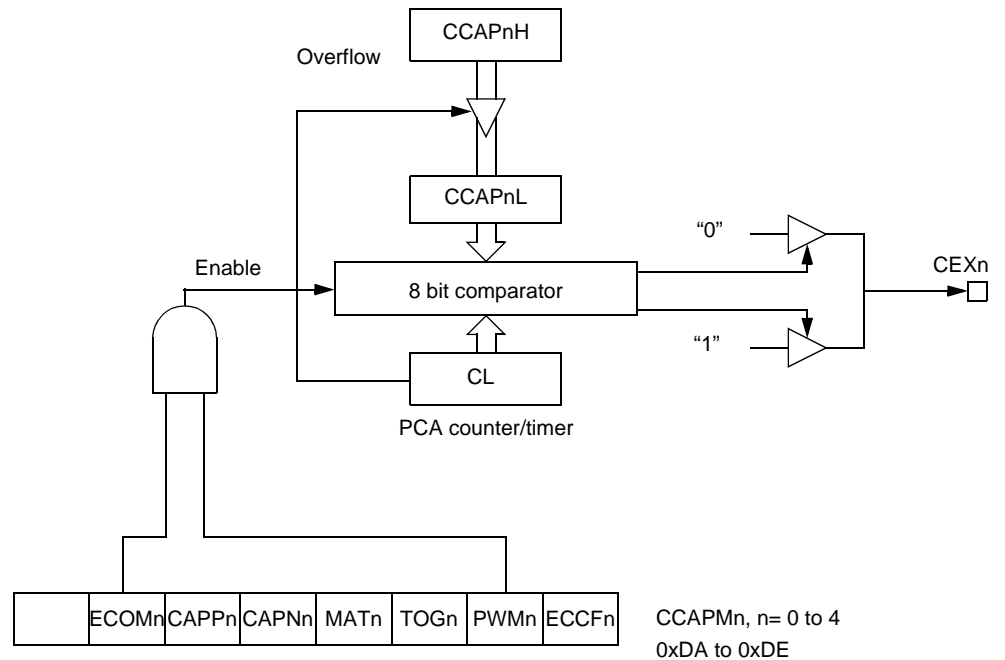 CCAPnH
Overflow
CCAPnL
“0”
Enable
CEXn
8 bit comparator
“1”
CL
PCA counter/timer
ECOMn CAPPn CAPNn MATn TOGn PWMn ECCFn
CCAPMn, n= 0 to 4
0xDA to 0xDE